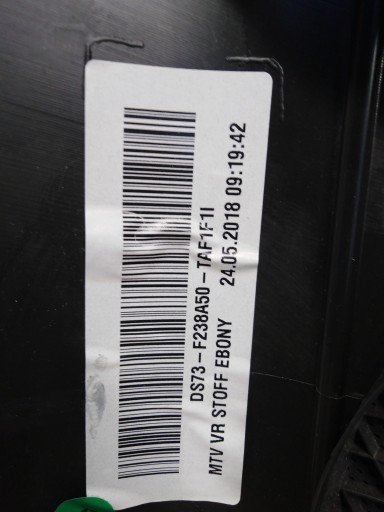 DS73-F238A50-TAF1F1I
MTV VR STOFF EBONY 24.05.2018 09:19:42